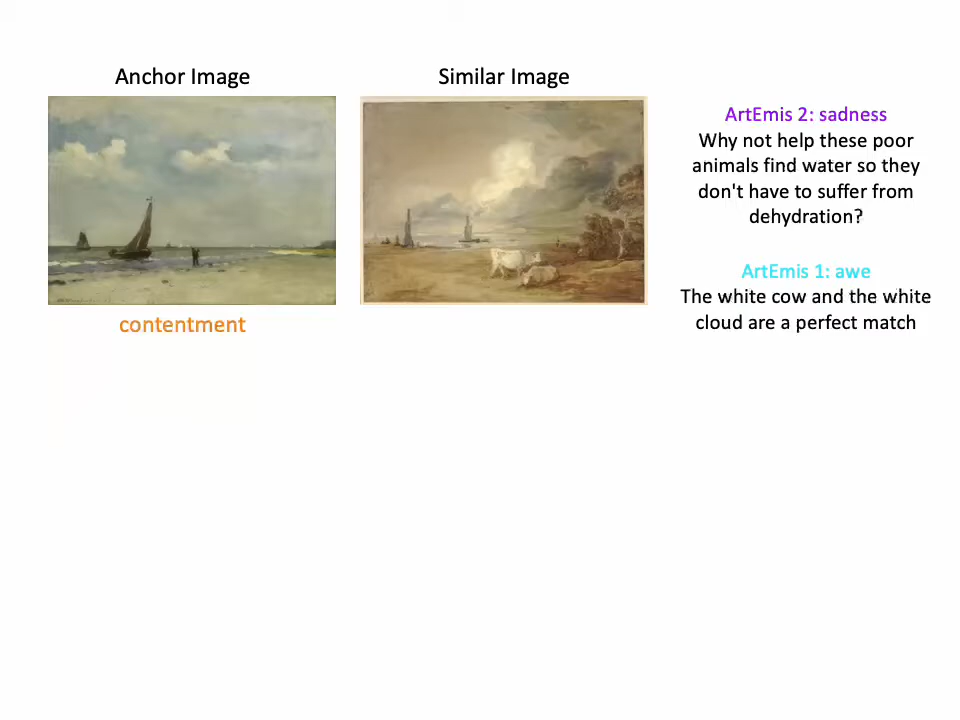 Anchor Image
Similar Image
contentment
ArtEmis 2: sadness
Why not help these poor
animals find water so they
don't have to suffer from
dehydration?
ArtEmis 1: awe
The white cow and the white
cloud are a perfect match